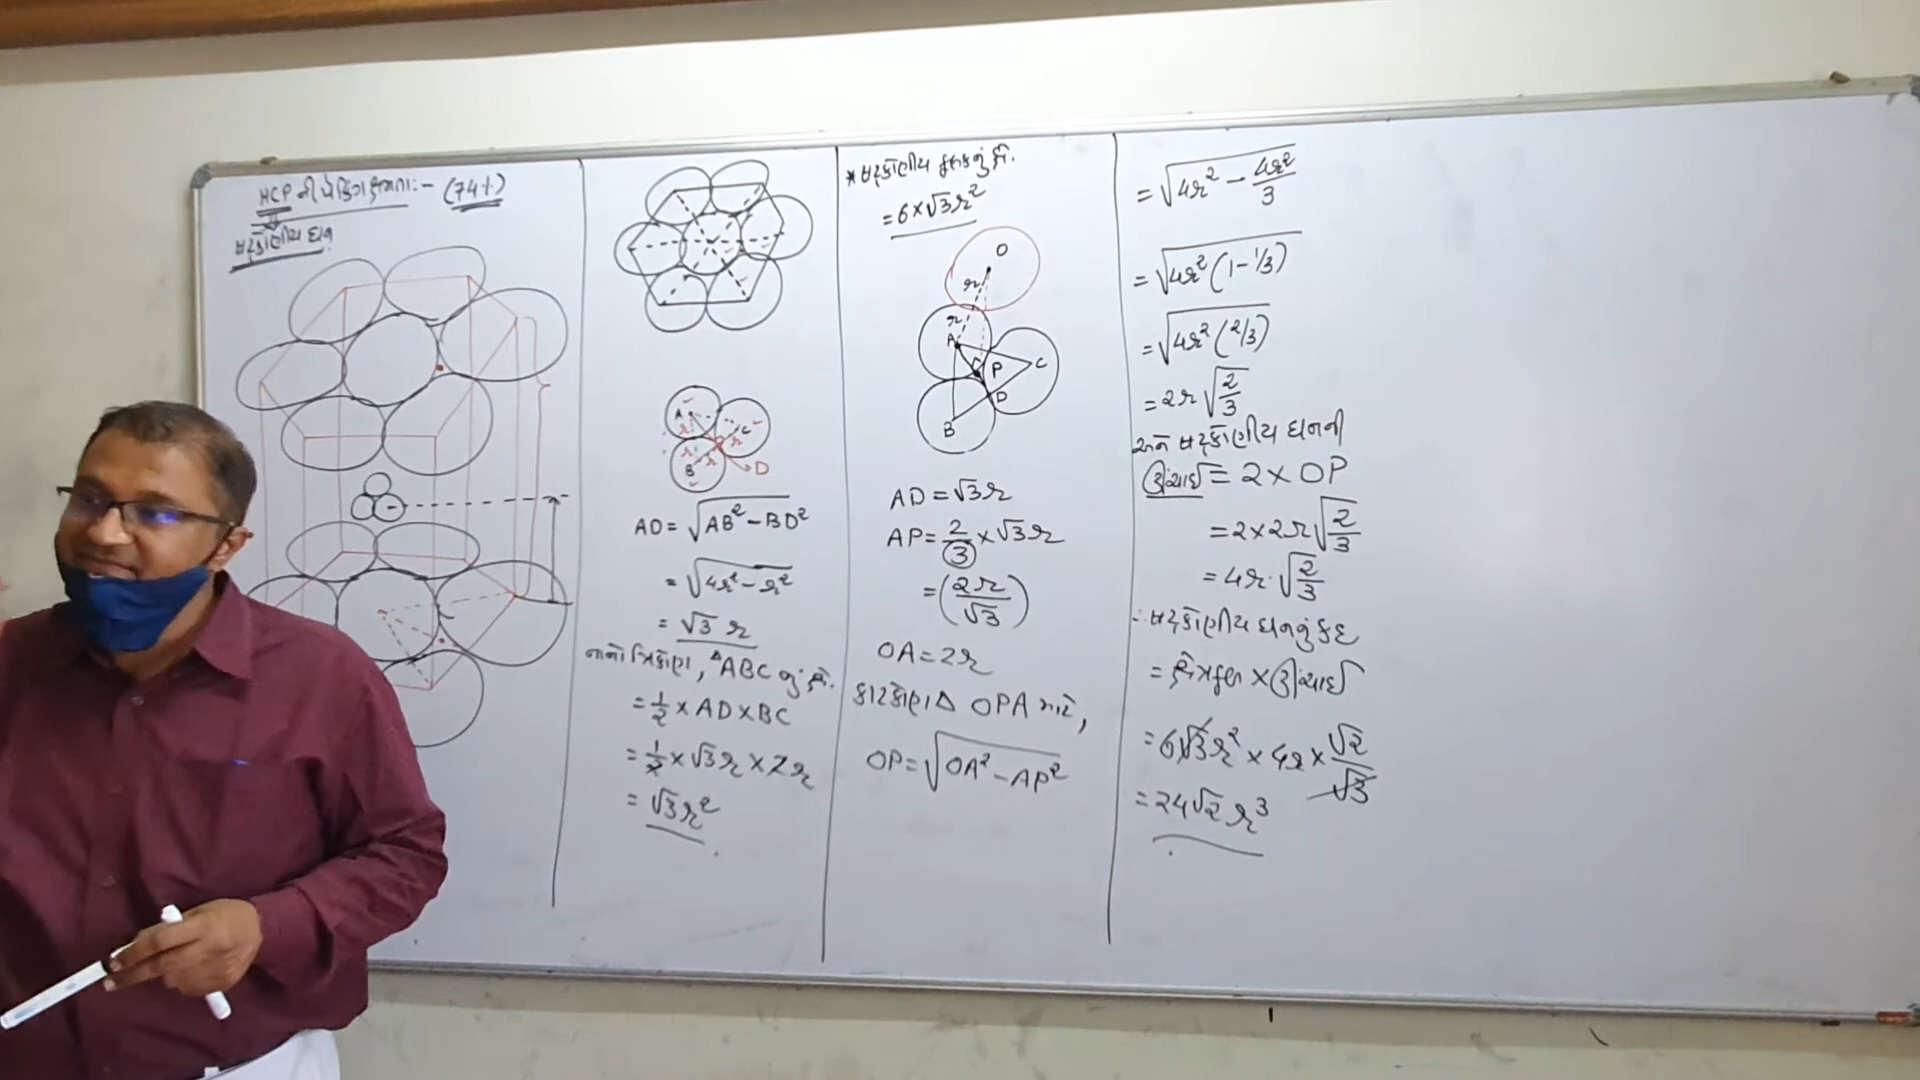 HCP ની પેકિંગ ક્ષમતા :- (74%)
ષટ્કોણીય ઘન
A
r
C
r
r
B
r
D
AD = √AB² - BD²
= √4r² - r²
= √3 r
નાનો ત્રિકોણ, △ABC નું ક્ષે.
= 1/2 × AD × BC
= 1/2 × √3 r × 2r
= √3 r²
* ષટ્કોણીય ફલકનું ક્ષે.
= 6 × √3 r²
O
r
r
A
C
P
D
B
AD = √3 r
AP = 2/3 × √3 r
= (2r/√3)
OA = 2r
કાટકોણ △ OPA માટે,
OP = √OA² - AP²
= √4r² - 4r²/3
= √4r² (1 - 1/3)
= √4r² (2/3)
= 2r √2/3
અને ષટ્કોણીય ઘનની
ઊંચાઈ = 2 × OP
= 2 × 2r √2/3
= 4r · √2/3
∴ ષટ્કોણીય ઘનનું કદ
= ક્ષેત્રફળ × ઊંચાઈ
= 6√3 r² × 4r × √2/√3
= 24√2 r³